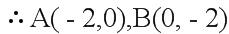 ∴A( - 2,0),B(0, - 2)